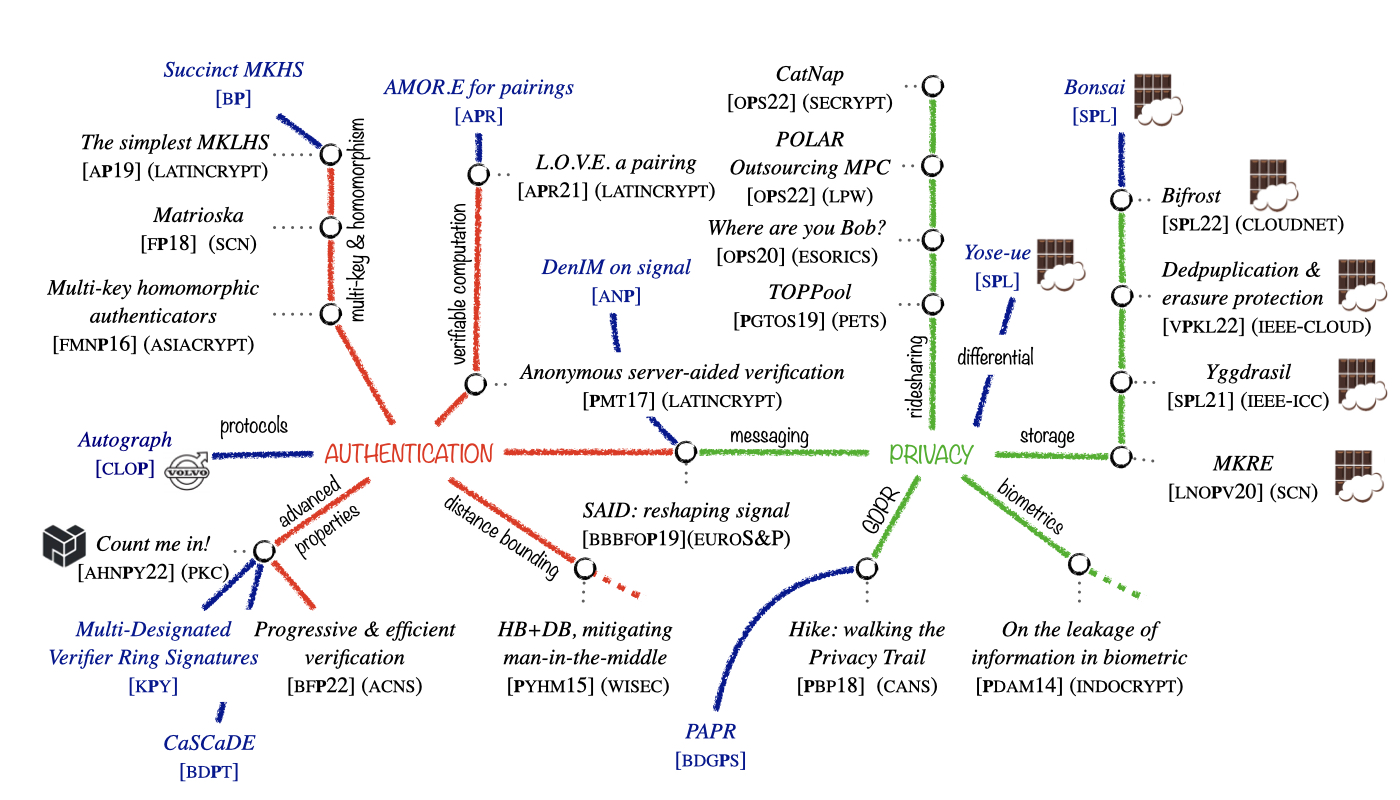 Succinct MKHS
[BP]
The simplest MKLHS
[AP19] (LATINCRYPT)
Matrioska
[FP18] (SCN)
Multi-key homomorphic
authenticators
[FMNP16] (ASIACRYPT)
multi-key & homomorphism
AMOR.E for pairings
[APR]
L.O.V.E. a pairing
[APR21] (LATINCRYPT)
verifiable computation
DenIM on signal
[ANP]
Anonymous server-aided verification
[PMT17] (LATINCRYPT)
CatNap
[OPS22] (SECRYPT)
POLAR
Outsourcing MPC
[OPS22] (LPW)
Where are you Bob?
[OPS20] (ESORICS)
TOPPool
[PGTOS19] (PETS)
ridesharing
Yose-ue
[SPL]
differential
Bonsai
[SPL]
Bifrost
[SPL22] (CLOUDNET)
Dedpuplication &
erasure protection
[VPKL22] (IEEE-CLOUD)
Yggdrasil
[SPL21] (IEEE-ICC)
MKRE
[LNOPV20] (SCN)
storage
Autograph
[CLOP]
VOLVO
protocols
AUTHENTICATION
messaging
PRIVACY
SAID: reshaping signal
[BBBFOP19](EUROS&P)
advanced
properties
distance bounding
GDPR
biometrics
Count me in!
[AHNPY22] (PKC)
Multi-Designated
Verifier Ring Signatures
[KPY]
Progressive & efficient
verification
[BFP22] (ACNS)
HB+DB, mitigating
man-in-the-middle
[PYHM15] (WISEC)
Hike: walking the
Privacy Trail
[PBP18] (CANS)
On the leakage of
information in biometric
[PDAM14] (INDOCRYPT)
CaSCaDE
[BDPT]
PAPR
[BDGPS]